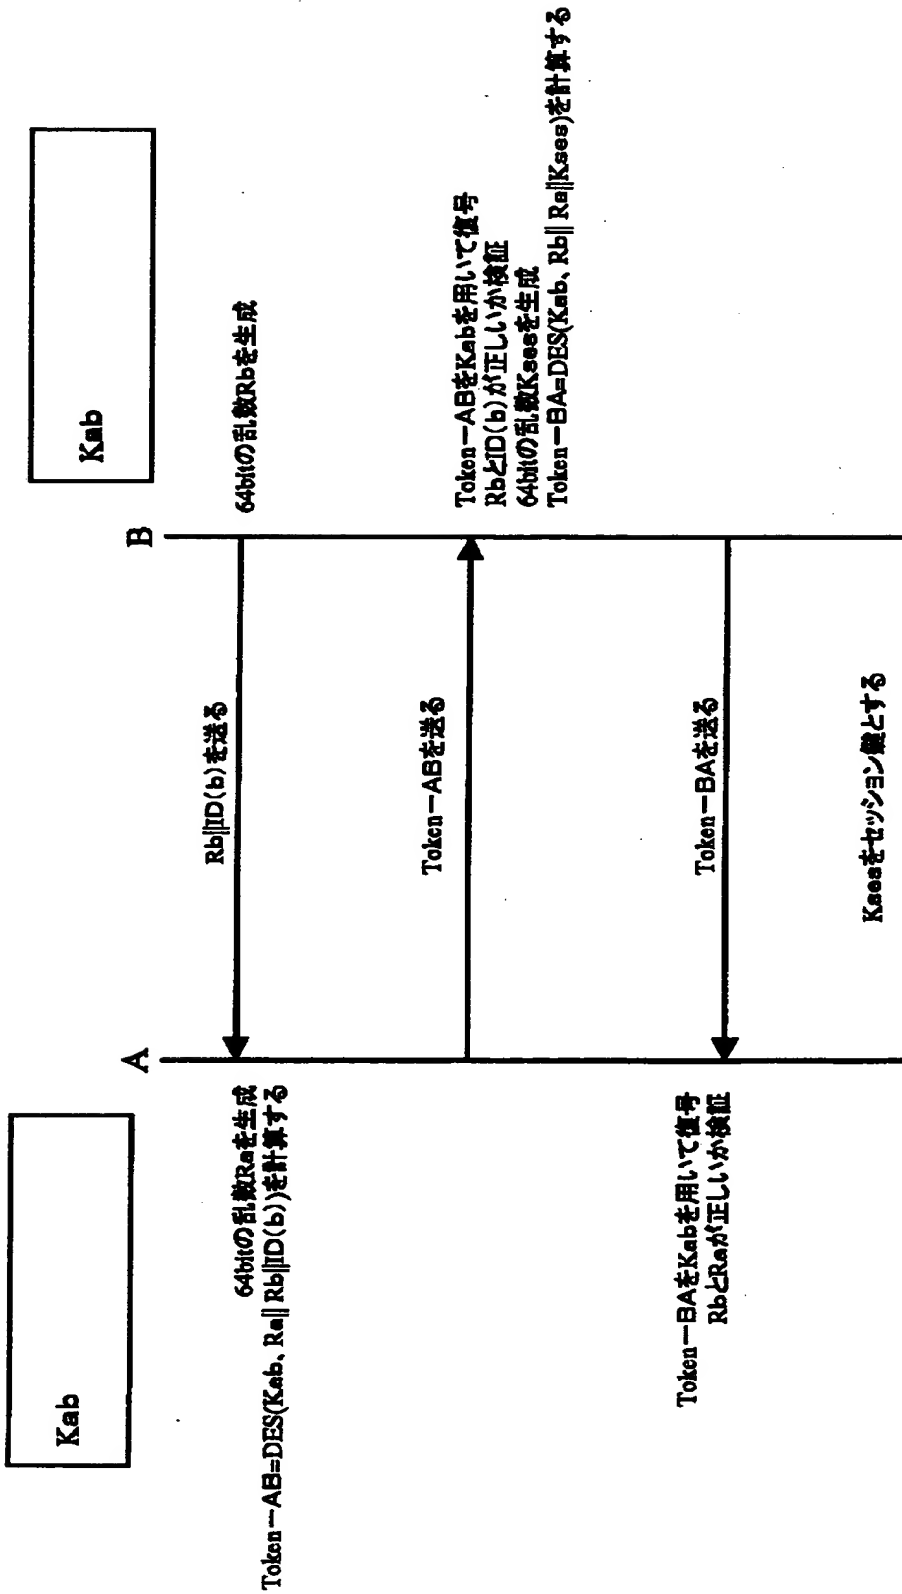 Kab
Kab
A
B
64bitの乱数Rbを生成
Rb||ID(b)を送る
64bitの乱数Raを生成
Token-AB=DES(Kab、Ra||Rb||ID(b))を計算する
Token-ABを送る
Token-ABをKabを用いて復号
RbとID(b)が正しいか検証
64bitの乱数Ksesを生成
Token-BA=DES(Kab、Rb||Ra||Kses)を計算する
Token-BAを送る
Token-BAをKabを用いて復号
RbとRaが正しいか検証
Ksesをセッション鍵とする